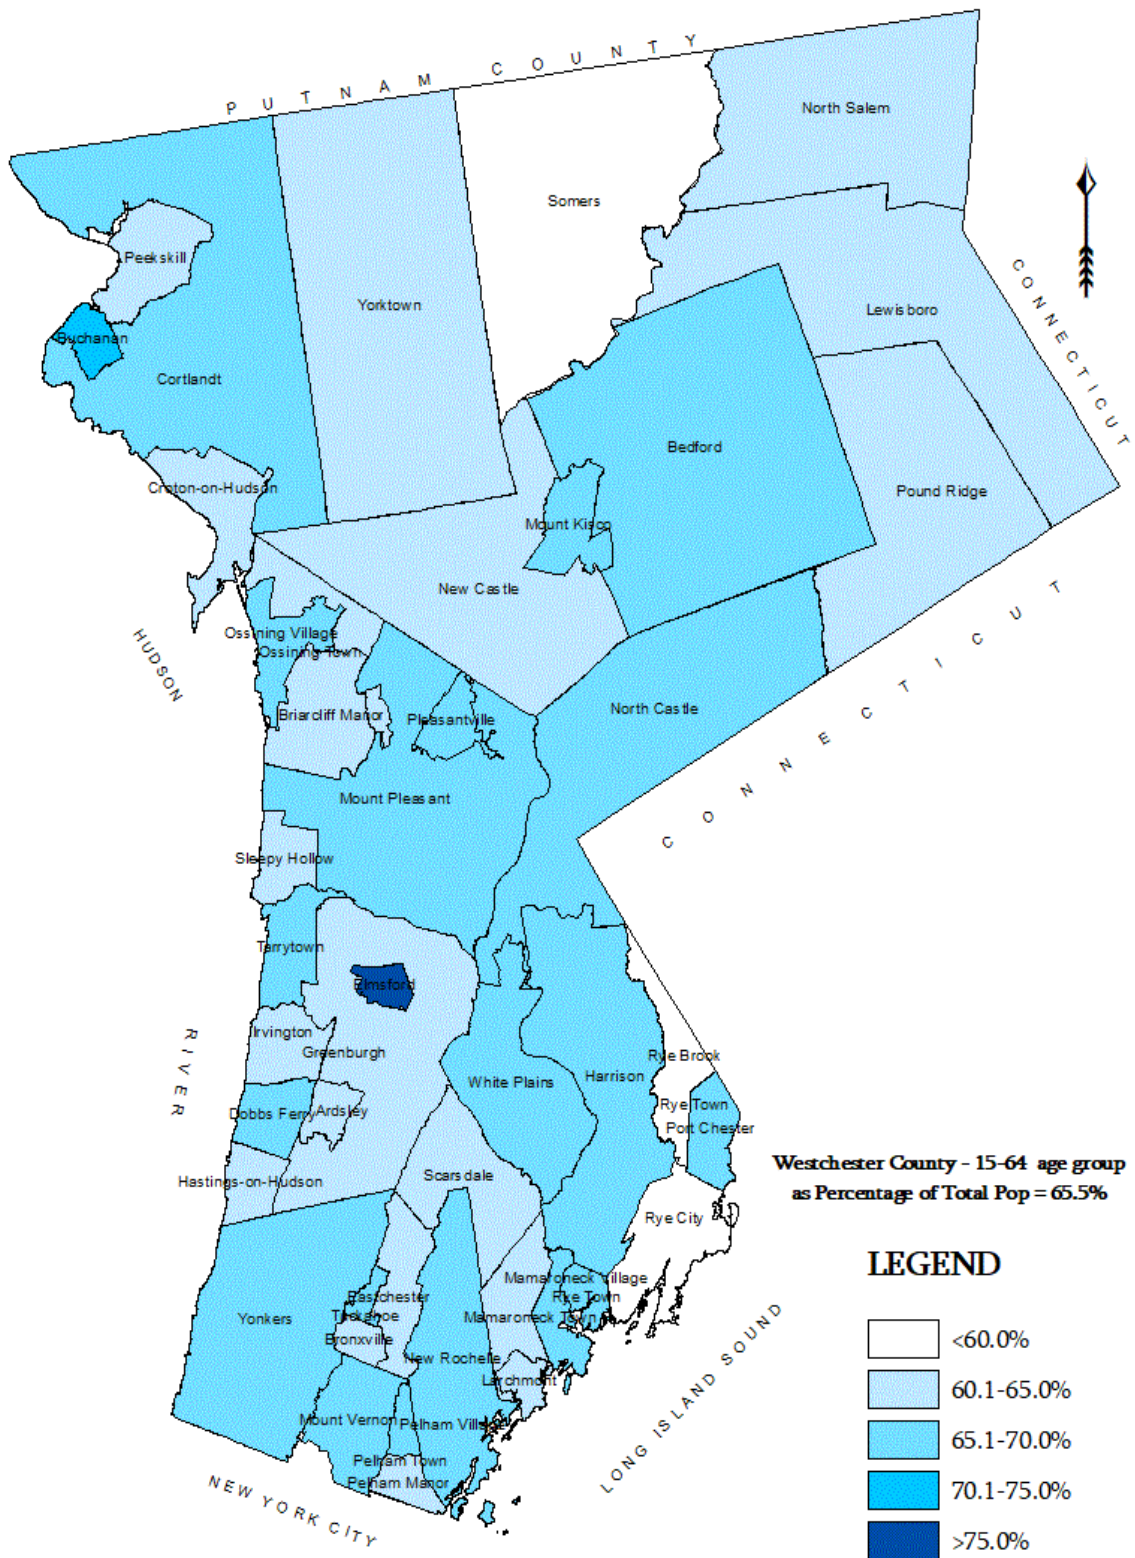 PUTNAM COUNTY
North Salem
Somers
Peekskill
Yorktown
Lewisboro
CONNECTICUT
Buchanan
Cortlandt
Bedford
Croton-on-Hudson
Pound Ridge
Mount Kisco
New Castle
HUDSON
Ossining Village
Ossining Town
CONNECTICUT
North Castle
Briarcliff Manor
Pleasantville
Mount Pleasant
Sleepy Hollow
Tarrytown
Elmsford
Irvington
Greenburgh
RIVER
Rye Brook
White Plains
Harrison
Rye Town
Dobbs Ferry
Ardsley
Port Chester
Westchester County - 15-64 age group
as Percentage of Total Pop = 65.5%
Scarsdale
Hastings-on-Hudson
Rye City
LEGEND
Mamaroneck Village
Eastchester
Rye Town
Yonkers
Tuckahoe
Mamaroneck Town
Bronxville
New Rochelle
<60.0%
Larchmont
LONG ISLAND SOUND
60.1-65.0%
Mount Vernon
Pelham Village
65.1-70.0%
Pelham Town
Pelham Manor
70.1-75.0%
NEW YORK CITY
>75.0%